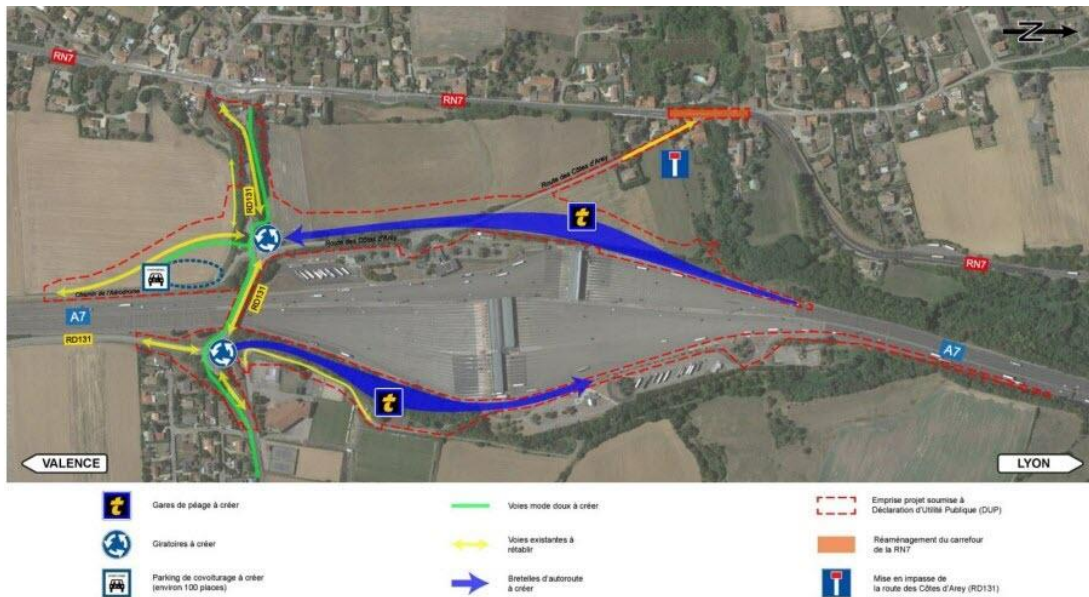 RN7
RN7
N
Route des Côtes d'Arey
t
RD131
Route des Côtes d'Arey
RN7
Chemin de l'Aérodrome
RD131
A7
RD131
A7
t
VALENCE
LYON
t
Gares de péage à créer
Voies mode doux à créer
Emprise projet soumise à
Déclaration d'Utilité Publique (DUP)
Giratoires à créer
Voies existantes à
rétablir
Réaménagement du carrefour
de la RN7
Parking de covoiturage à créer
(environ 100 places)
Bretelles d'autoroute
à créer
Mise en impasse de
la route des Côtes d'Arey (RD131)